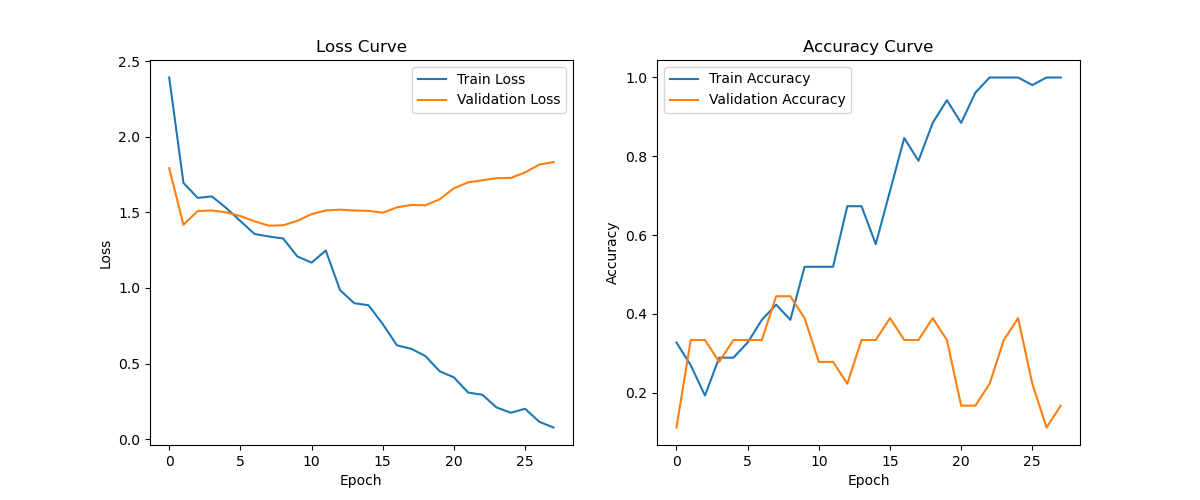 Loss Curve
Train Loss
Validation Loss
2.5
2.0
1.5
1.0
0.5
0.0
Loss
0 5 10 15 20 25
Epoch
Accuracy Curve
Train Accuracy
Validation Accuracy
1.0
0.8
0.6
0.4
0.2
Accuracy
0 5 10 15 20 25
Epoch